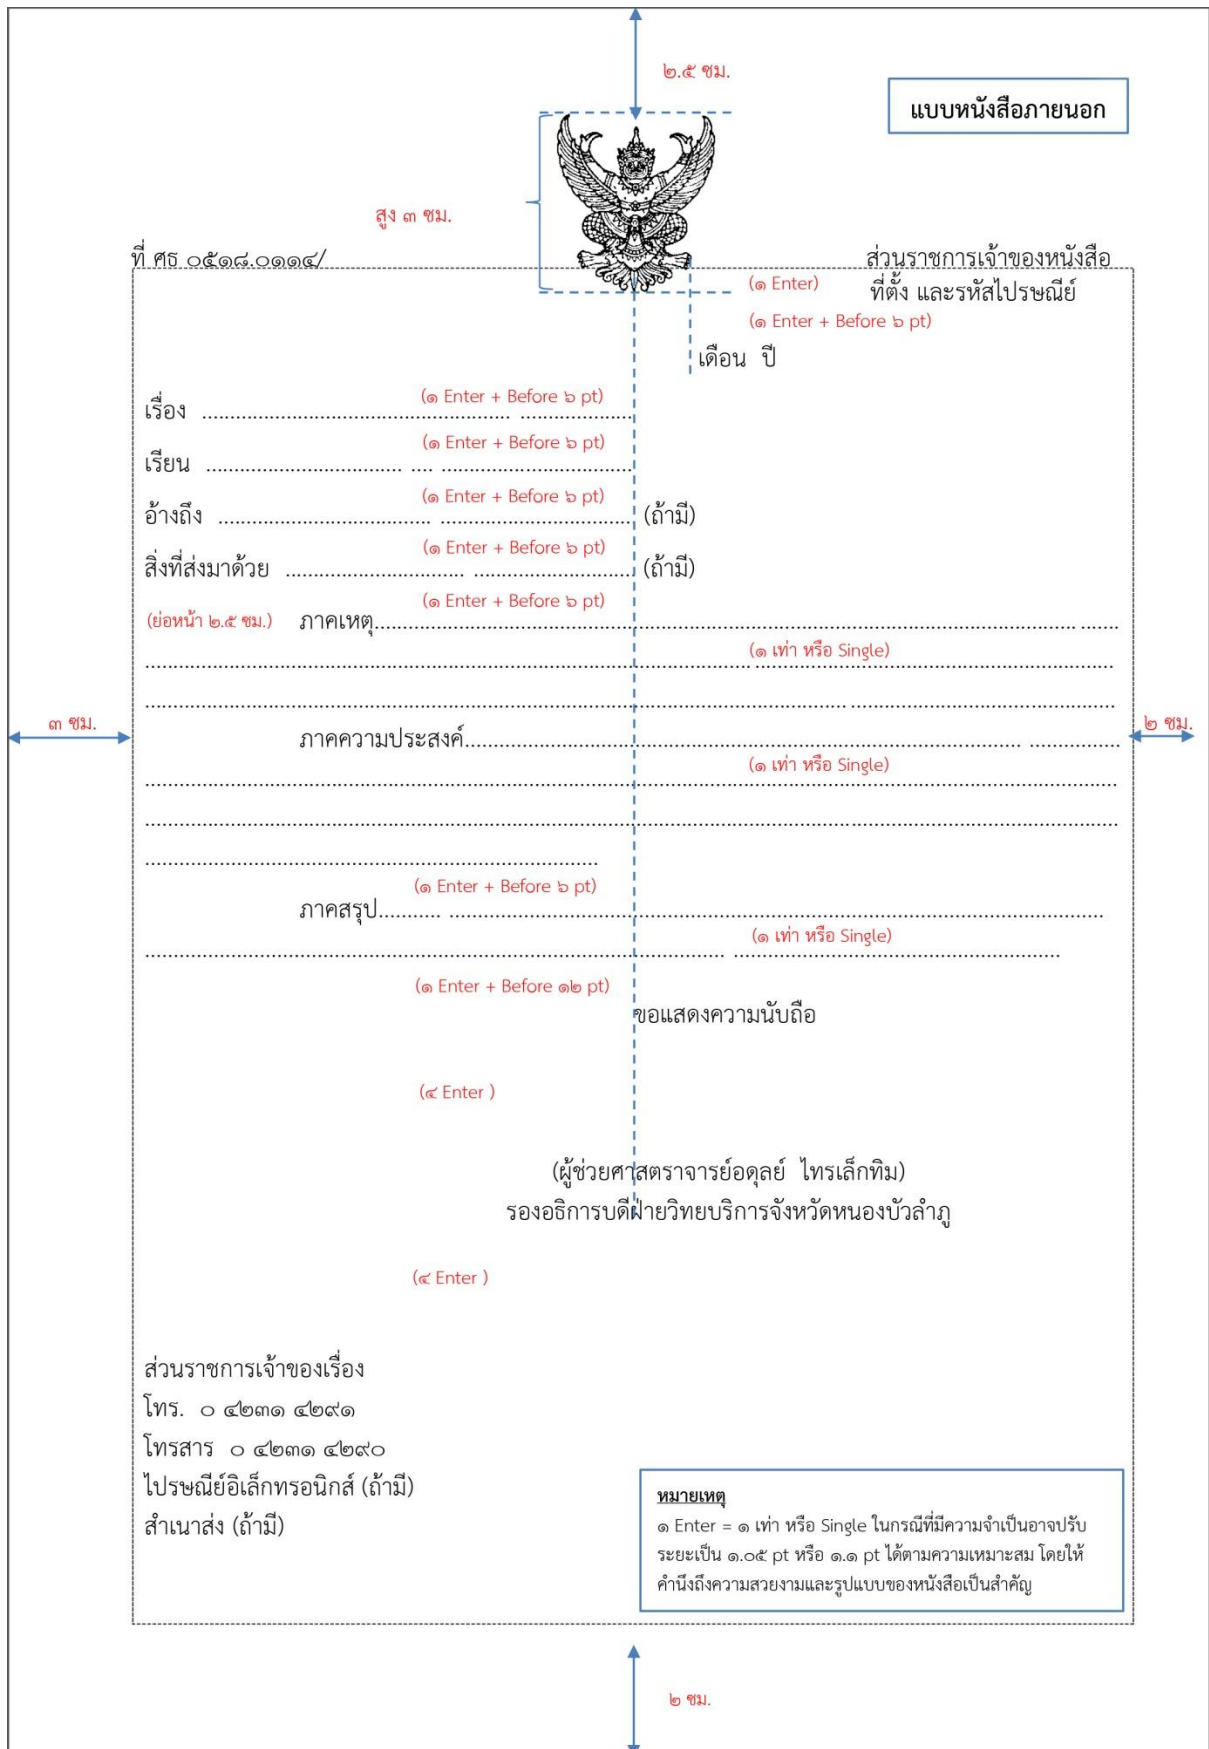 ๒.๕ ซม.
แบบหนังสือภายนอก
สูง ๓ ซม.
ที่ ศธ ๐๕๑๘.๐๑๑๔/
ส่วนราชการเจ้าของหนังสือ
(๑ Enter)
ที่ตั้ง และรหัสไปรษณีย์
(๑ Enter + Before ๖ pt)
เดือน ปี
(๑ Enter + Before ๖ pt)
เรื่อง ....................................................... ....................
(๑ Enter + Before ๖ pt)
เรียน ................................... .... ..................................
(๑ Enter + Before ๖ pt)
อ้างถึง ...................................... .................................. (ถ้ามี)
(๑ Enter + Before ๖ pt)
สิ่งที่ส่งมาด้วย ................................ ............................. (ถ้ามี)
(๑ Enter + Before ๖ pt)
(ย่อหน้า ๒.๕ ซม.) ภาคเหตุ............................................................................................................................. .......
(๑ เท่า หรือ Single)
....................................................................................................... ................................................................
............................................................................................................................. ..............................................
๓ ซม.
๒ ซม.
ภาคความประสงค์................................................................................................... ................
(๑ เท่า หรือ Single)
.............................................................................................................................................................................
.............................................................................................................................................................................
................................................................................
(๑ Enter + Before ๖ pt)
ภาคสรุป........... ....................................................................................................................
(๑ เท่า หรือ Single)
....................................................................................................... ..........................................................
(๑ Enter + Before ๑๒ pt)
ขอแสดงความนับถือ
(๔ Enter )
(ผู้ช่วยศาสตราจารย์อดุลย์ ไทรเล็กทิม)
รองอธิการบดีฝ่ายวิทยบริการจังหวัดหนองบัวลำภู
(๔ Enter )
ส่วนราชการเจ้าของเรื่อง
โทร. ๐ ๔๒๓๑ ๔๒๙๑
โทรสาร ๐ ๔๒๓๑ ๔๒๙๐
ไปรษณีย์อิเล็กทรอนิกส์ (ถ้ามี)
สำเนาส่ง (ถ้ามี)
หมายเหตุ
๑ Enter = ๑ เท่า หรือ Single ในกรณีที่มีความจำเป็นอาจปรับ
ระยะเป็น ๑.๐๕ pt หรือ ๑.๑ pt ได้ตามความเหมาะสม โดยให้
คำนึงถึงความสวยงามและรูปแบบของหนังสือเป็นสำคัญ
๒ ซม.